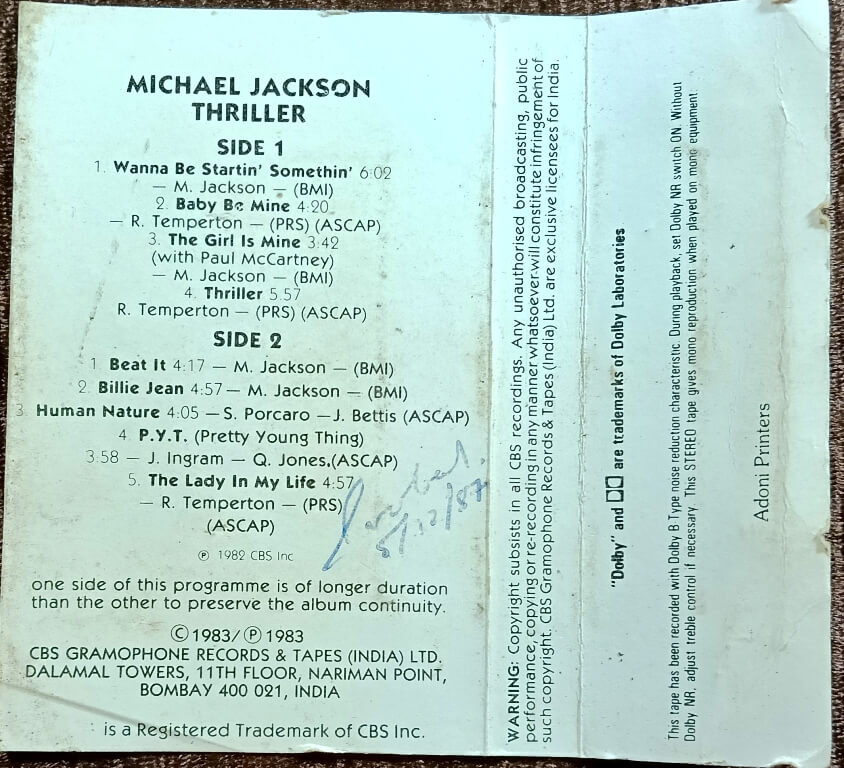 MICHAEL JACKSON
THRILLER
SIDE 1
1. Wanna Be Startin' Somethin' 6:02
— M. Jackson — (BMI)
2. Baby Be Mine 4:20
— R. Temperton — (PRS) (ASCAP)
3. The Girl Is Mine 3:42
(with Paul McCartney)
— M. Jackson — (BMI)
4. Thriller 5:57
R. Temperton — (PRS) (ASCAP)
SIDE 2
1 Beat It 4:17 — M. Jackson — (BMI)
2. Billie Jean 4:57 — M. Jackson — (BMI)
3. Human Nature 4:05 — S. Porcaro — J. Bettis (ASCAP)
4. P.Y.T. (Pretty Young Thing)
3:58 — J. Ingram — Q. Jones.(ASCAP)
5. The Lady In My Life 4:57
— R. Temperton — (PRS)
(ASCAP)
5/12/87
℗ 1982 CBS Inc
one side of this programme is of longer duration
than the other to preserve the album continuity.
©1983/℗ 1983
CBS GRAMOPHONE RECORDS & TAPES (INDIA) LTD.
DALAMAL TOWERS, 11TH FLOOR, NARIMAN POINT,
BOMBAY 400 021, INDIA
is a Registered Trademark of CBS Inc.
WARNING: Copyright subsists in all CBS recordings. Any unauthorised broadcasting, public
performance, copying or re-recording in any manner whatsoever will constitute infringement of
such copyright. CBS Gramophone Records & Tapes (India) Ltd. are exclusive licensees for India.
"Dolby" and are trademarks of Dolby Laboratories
This tape has been recorded with Dolby B Type noise reduction characteristic. During playback, set Dolby NR switch ON. Without
Dolby NR, adjust treble control if necessary. This STEREO tape gives mono reproduction when played on mono equipment.
Adoni Printers